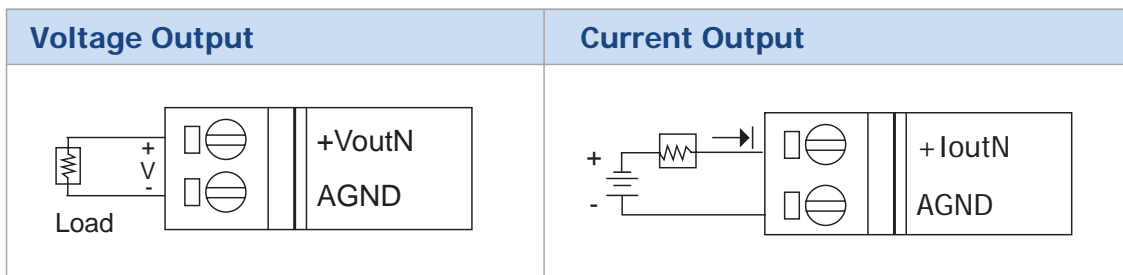 Voltage Output
Current Output
+
V
-
Load
+VoutN
AGND
+
-
+IoutN
AGND